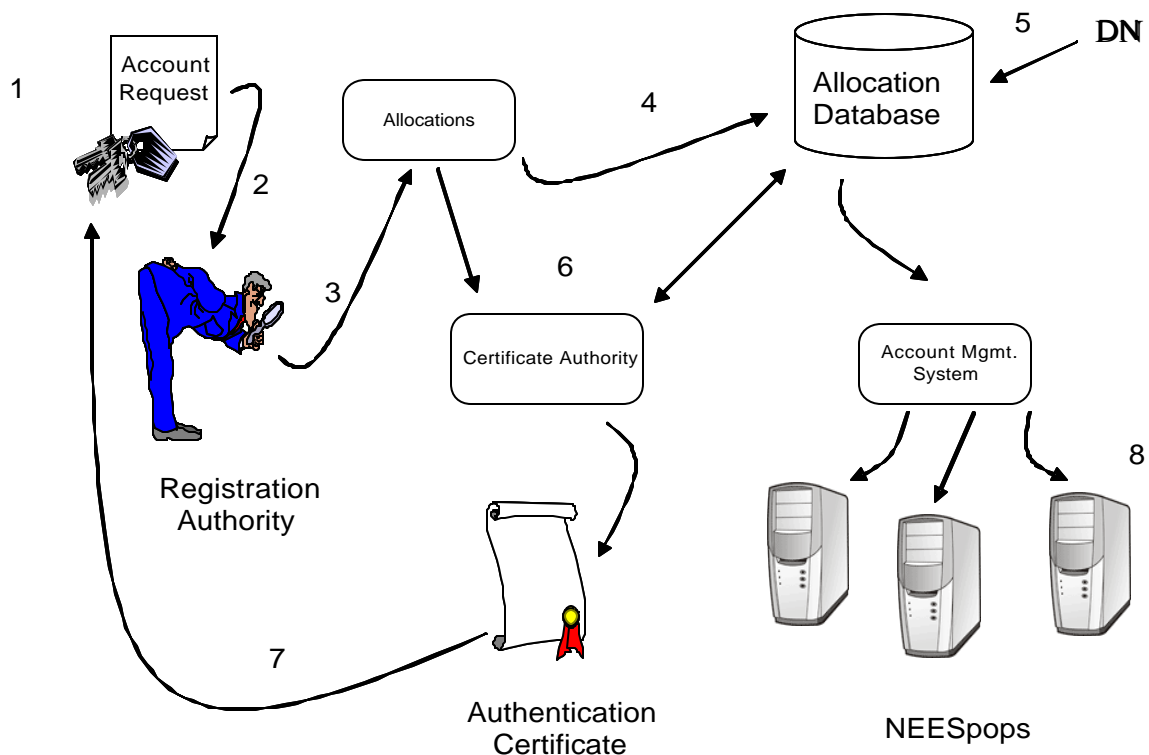 1
Account
Request
2
3
Allocations
4
5
DN
Allocation
Database
6
Certificate Authority
Account Mgmt.
System
Registration
Authority
7
Authentication
Certificate
8
NEESpops